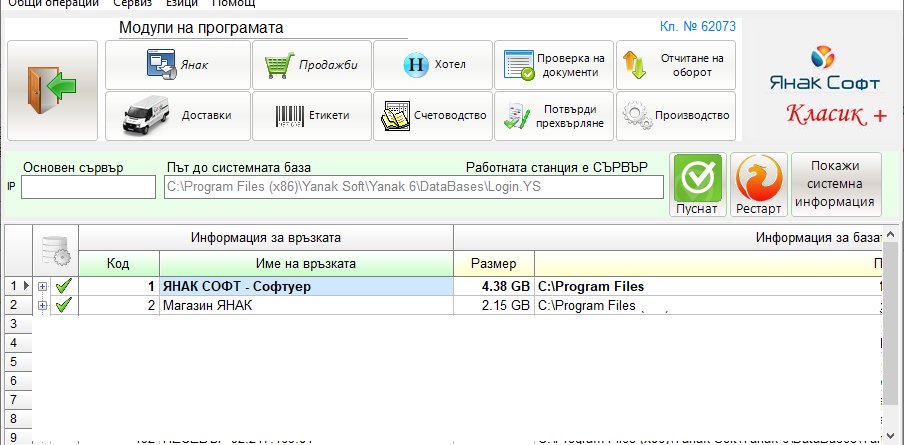 Общи операции Сервиз Езици Помощ
Модули на програмата
Кл. № 62073
Янак
Продажби
Хотел
Проверка на документи
Отчитане на оборот
Доставки
Етикети
Счетоводство
Потвърди прехвърляне
Производство
Янак Софт
Класик +
Основен сървър
Път до системната база
Работната станция е СЪРВЪР
IP
C:\Program Files (x86)\Yanak Soft\Yanak 6\DataBases\Login.YS
Пуснат
Рестарт
Покажи системна информация
Информация за връзката
Информация за базат
Код
Име на връзката
Размер
П
1
1 ЯНАК СОФТ - Софтуер 4.38 GB C:\Program Files
2
2 Магазин ЯНАК 2.15 GB C:\Program Files
3
4
5
6
7
8
9